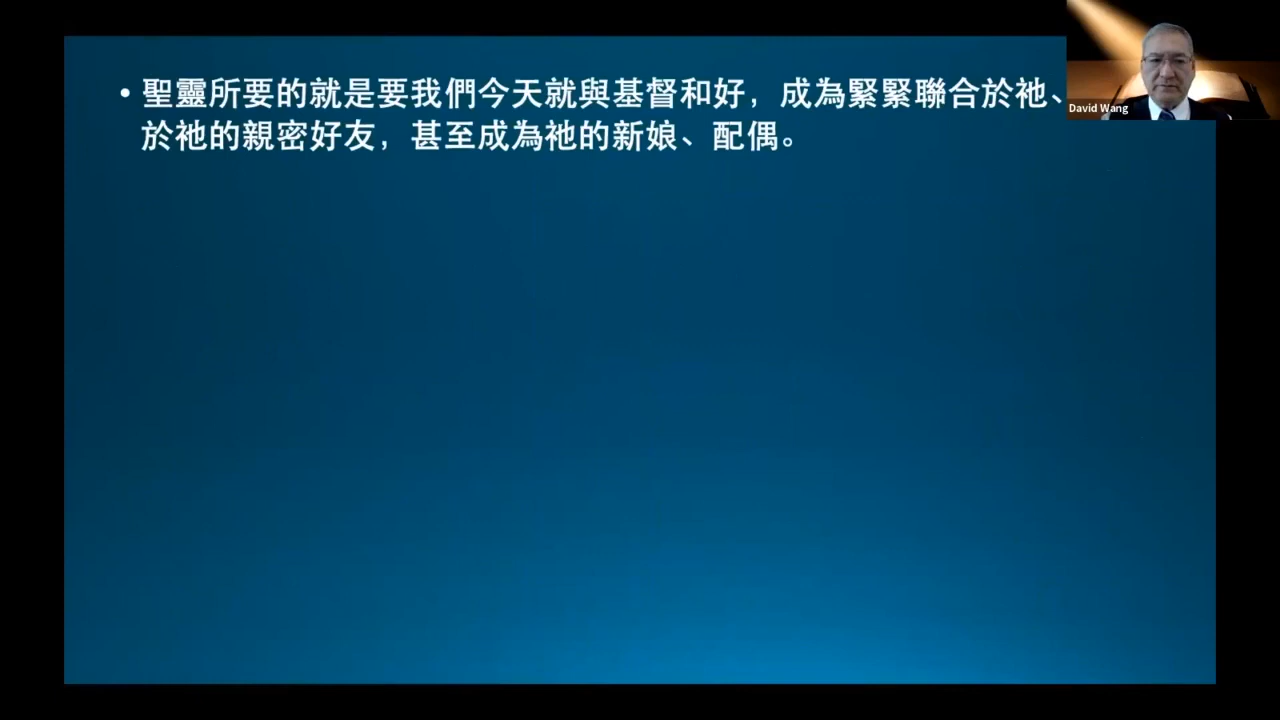 • 聖靈所要的就是要我們今天就與基督和好，成為緊緊聯合於祂、
於祂的親密好友，甚至成為祂的新娘、配偶。
David Wang